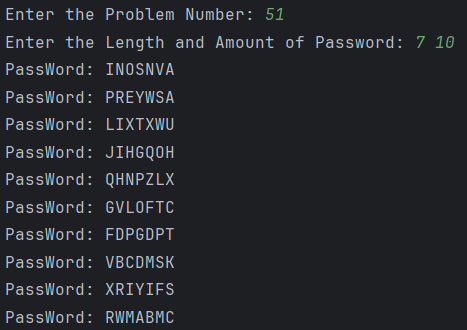 Enter the Problem Number: 51
Enter the Length and Amount of Password: 7 10
PassWord: INOSNVA
PassWord: PREYWSA
PassWord: LIXTXWU
PassWord: JIHGQOH
PassWord: QHNPZLX
PassWord: GVLOFTC
PassWord: FDPGDPT
PassWord: VBCDMSK
PassWord: XRIYIFS
PassWord: RWMABMC